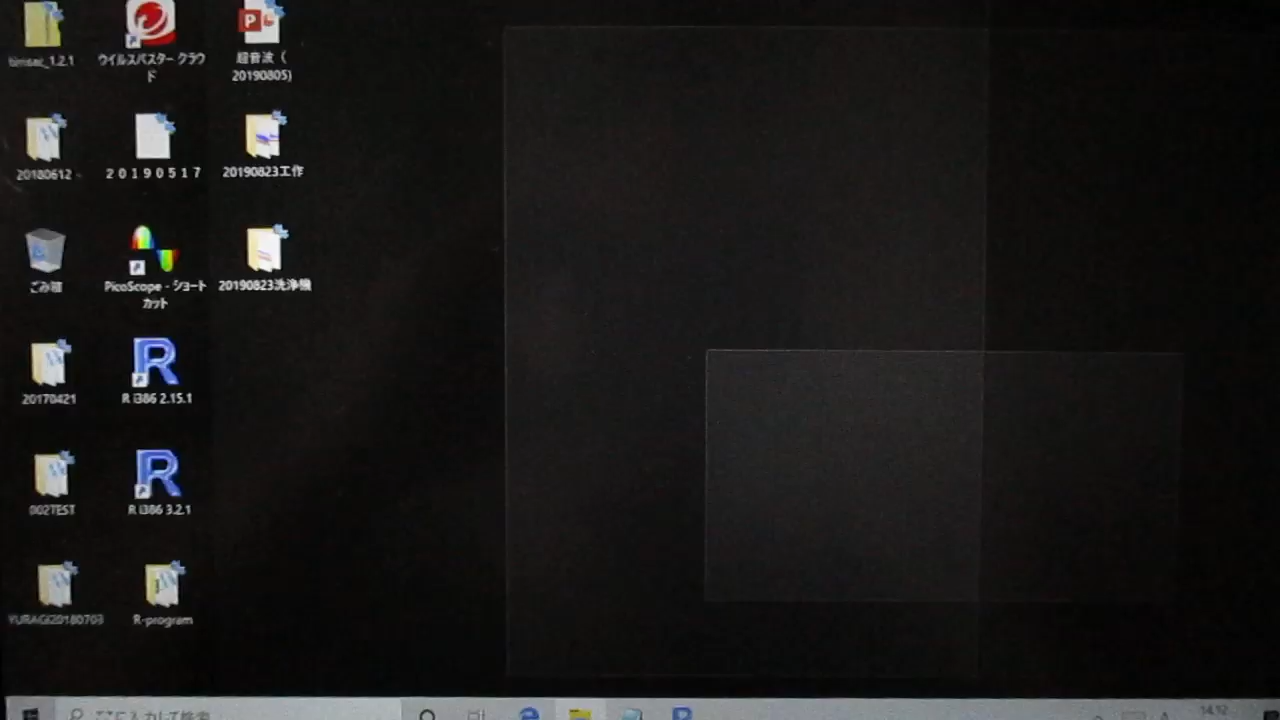 timsac_1.2.1
ウイルスバスター クラウ
ド
超音波（
20190805)
20180612 -
２０１９０５１７
20190823工作
ごみ箱
PicoScope - ショート
カット
20190823洗浄機
20170421
R i386 2.15.1
002TEST
R i386 3.2.1
YURAGI20180703
R-program
ここに入力して検索
14:12